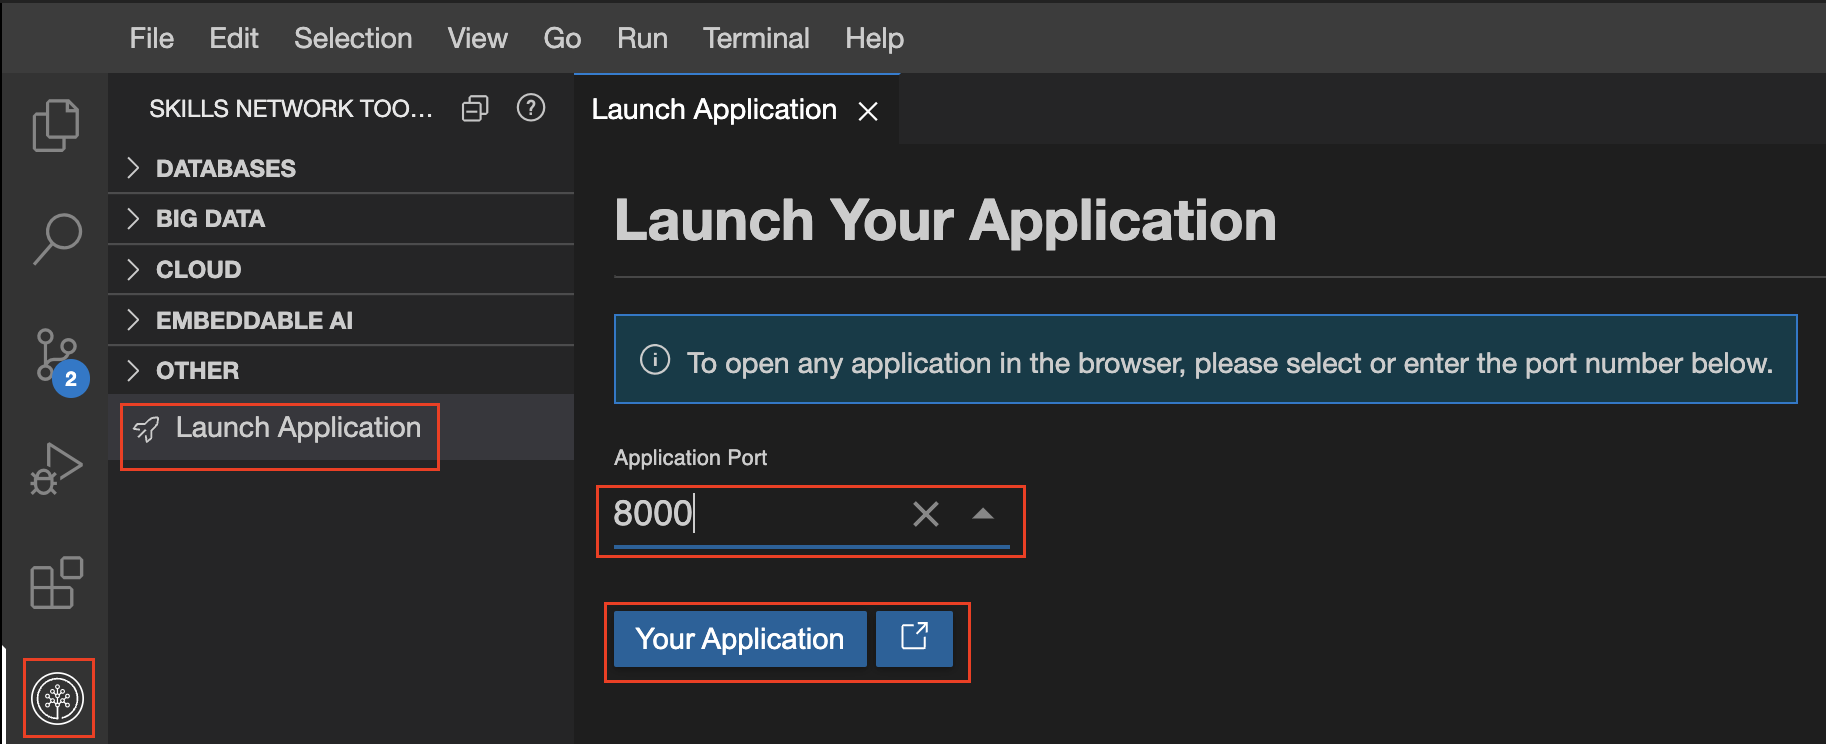 File Edit Selection View Go Run Terminal Help
SKILLS NETWORK TOO...
DATABASES
BIG DATA
CLOUD
EMBEDDABLE AI
OTHER
Launch Application
2
Launch Application
Launch Your Application
To open any application in the browser, please select or enter the port number below.
Application Port
8000
Your Application